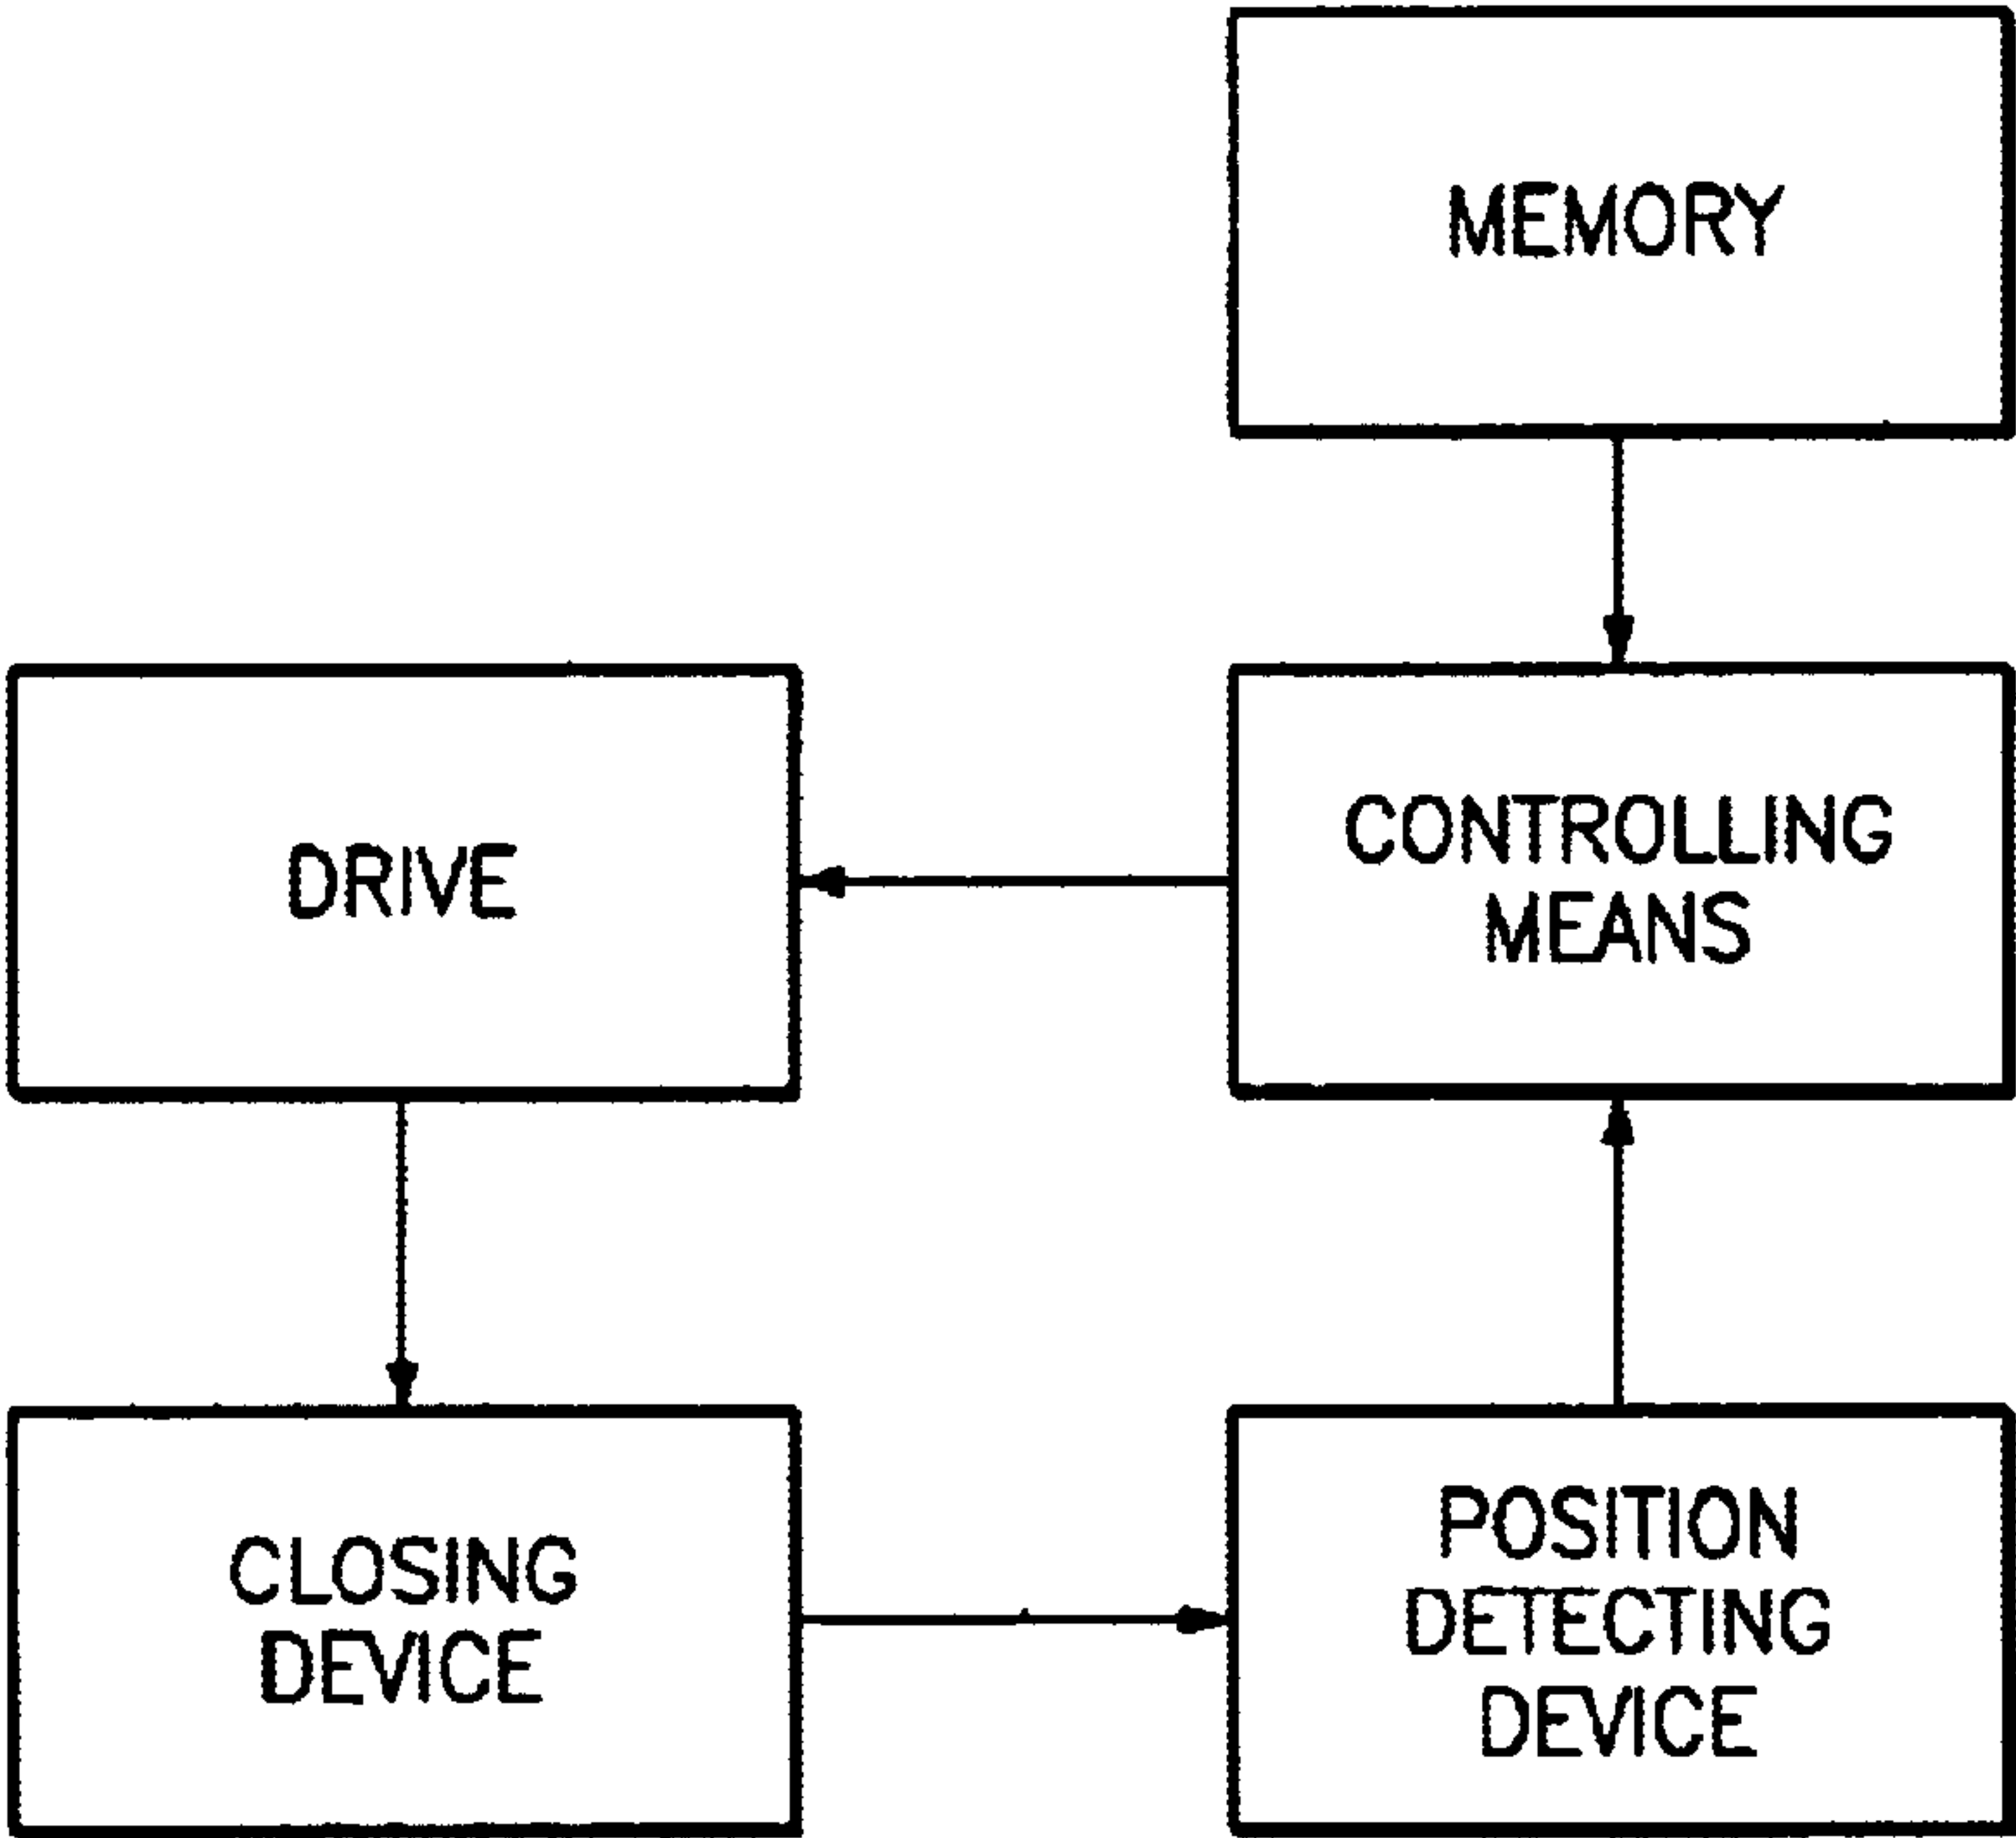 MEMORY
DRIVE
CONTROLLING
MEANS
CLOSING
DEVICE
POSITION
DETECTING
DEVICE